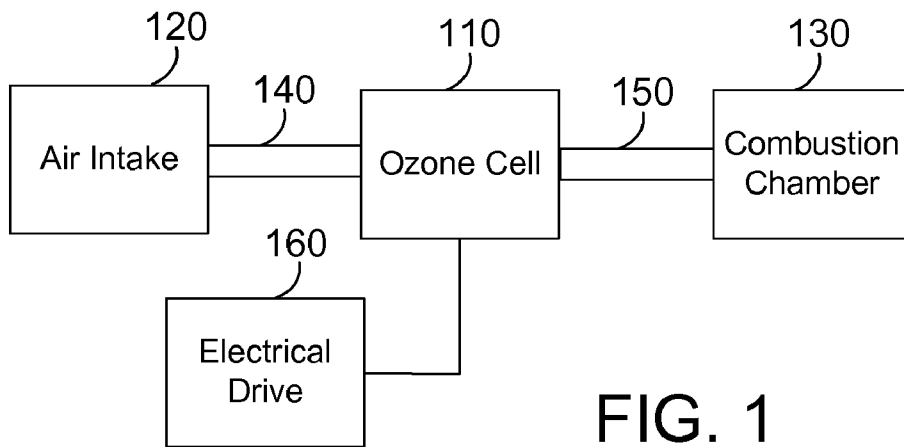 120
140
110
150
130
Air Intake
Ozone Cell
Combustion
Chamber
160
Electrical
Drive
FIG. 1